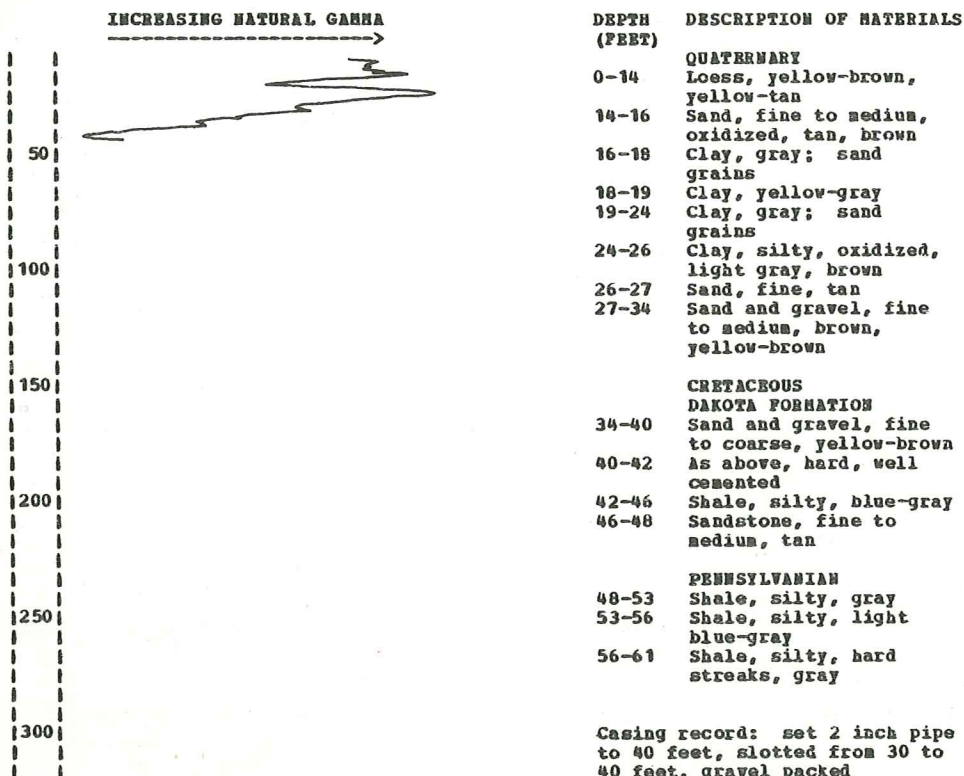 INCREASING NATURAL GAMMA
DEPTH DESCRIPTION OF MATERIALS
(FEET)
QUATERNARY
0-14 Loess, yellow-brown,
yellow-tan
14-16 Sand, fine to medium,
oxidized, tan, brown
16-18 Clay, gray; sand
grains
18-19 Clay, yellow-gray
19-24 Clay, gray; sand
grains
24-26 Clay, silty, oxidized,
light gray, brown
26-27 Sand, fine, tan
27-34 Sand and gravel, fine
to medium, brown,
yellow-brown
CRETACEOUS
DAKOTA FORMATION
34-40 Sand and gravel, fine
to coarse, yellow-brown
40-42 As above, hard, well
cemented
42-46 Shale, silty, blue-gray
46-48 Sandstone, fine to
medium, tan
PENNSYLVANIAN
48-53 Shale, silty, gray
53-56 Shale, silty, light
blue-gray
56-61 Shale, silty, hard
streaks, gray
Casing record: set 2 inch pipe
to 40 feet, slotted from 30 to
40 feet, gravel packed
50
100
150
200
250
300